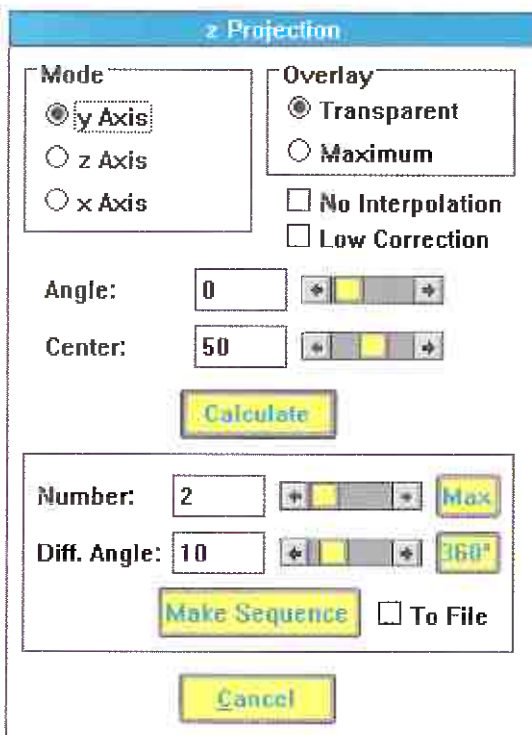 z Projection
Mode
y Axis
z Axis
x Axis
Overlay
Transparent
Maximum
No Interpolation
Low Correction
Angle: 0
Center: 50
Calculate
Number: 2 Max
Diff. Angle: 10 360°
Make Sequence To File
Cancel